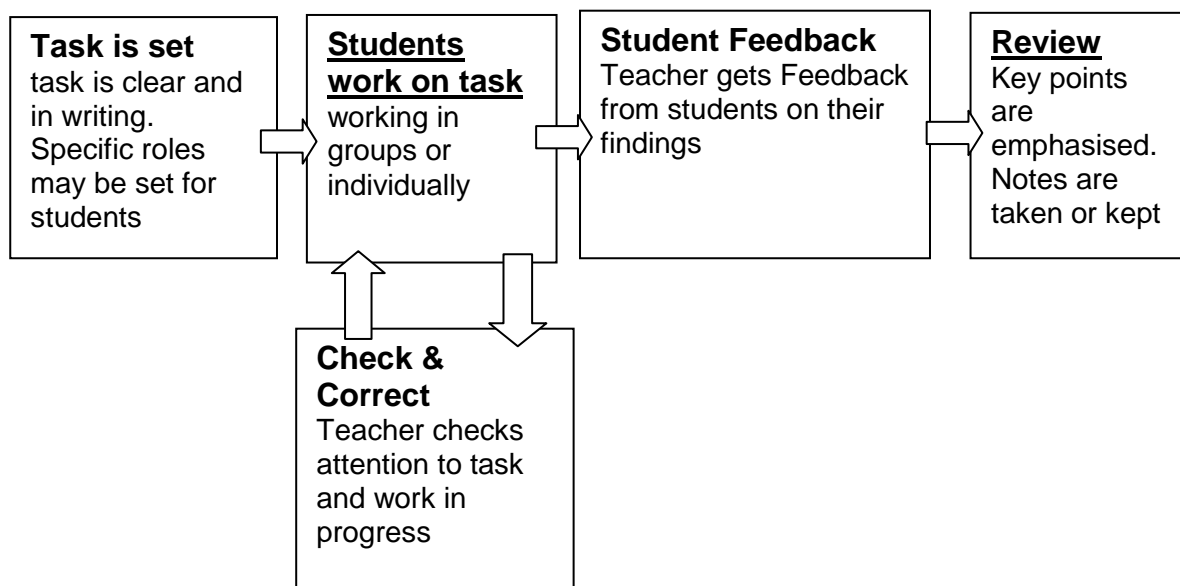 Task is set
task is clear and
in writing.
Specific roles
may be set for
students
Students
work on task
working in
groups or
individually
Student Feedback
Teacher gets Feedback
from students on their
findings
Review
Key points
are
emphasised.
Notes are
taken or kept
Check &
Correct
Teacher checks
attention to task
and work in
progress